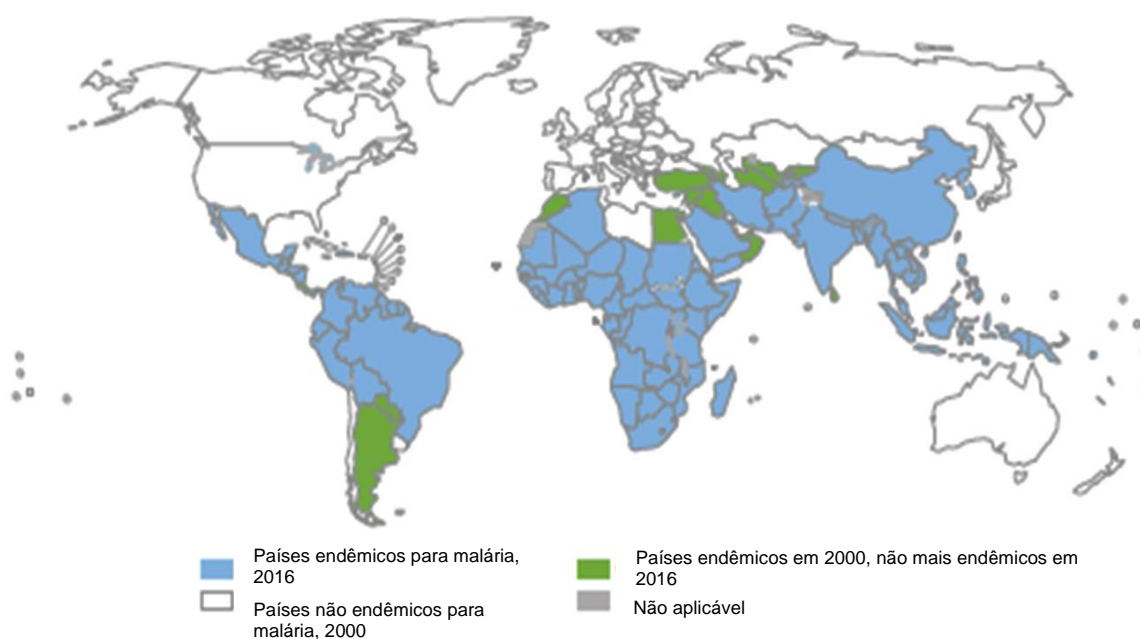 Países endêmicos para malária,
2016
Países não endêmicos para
malária, 2000
Países endêmicos em 2000, não mais endêmicos em
2016
Não aplicável